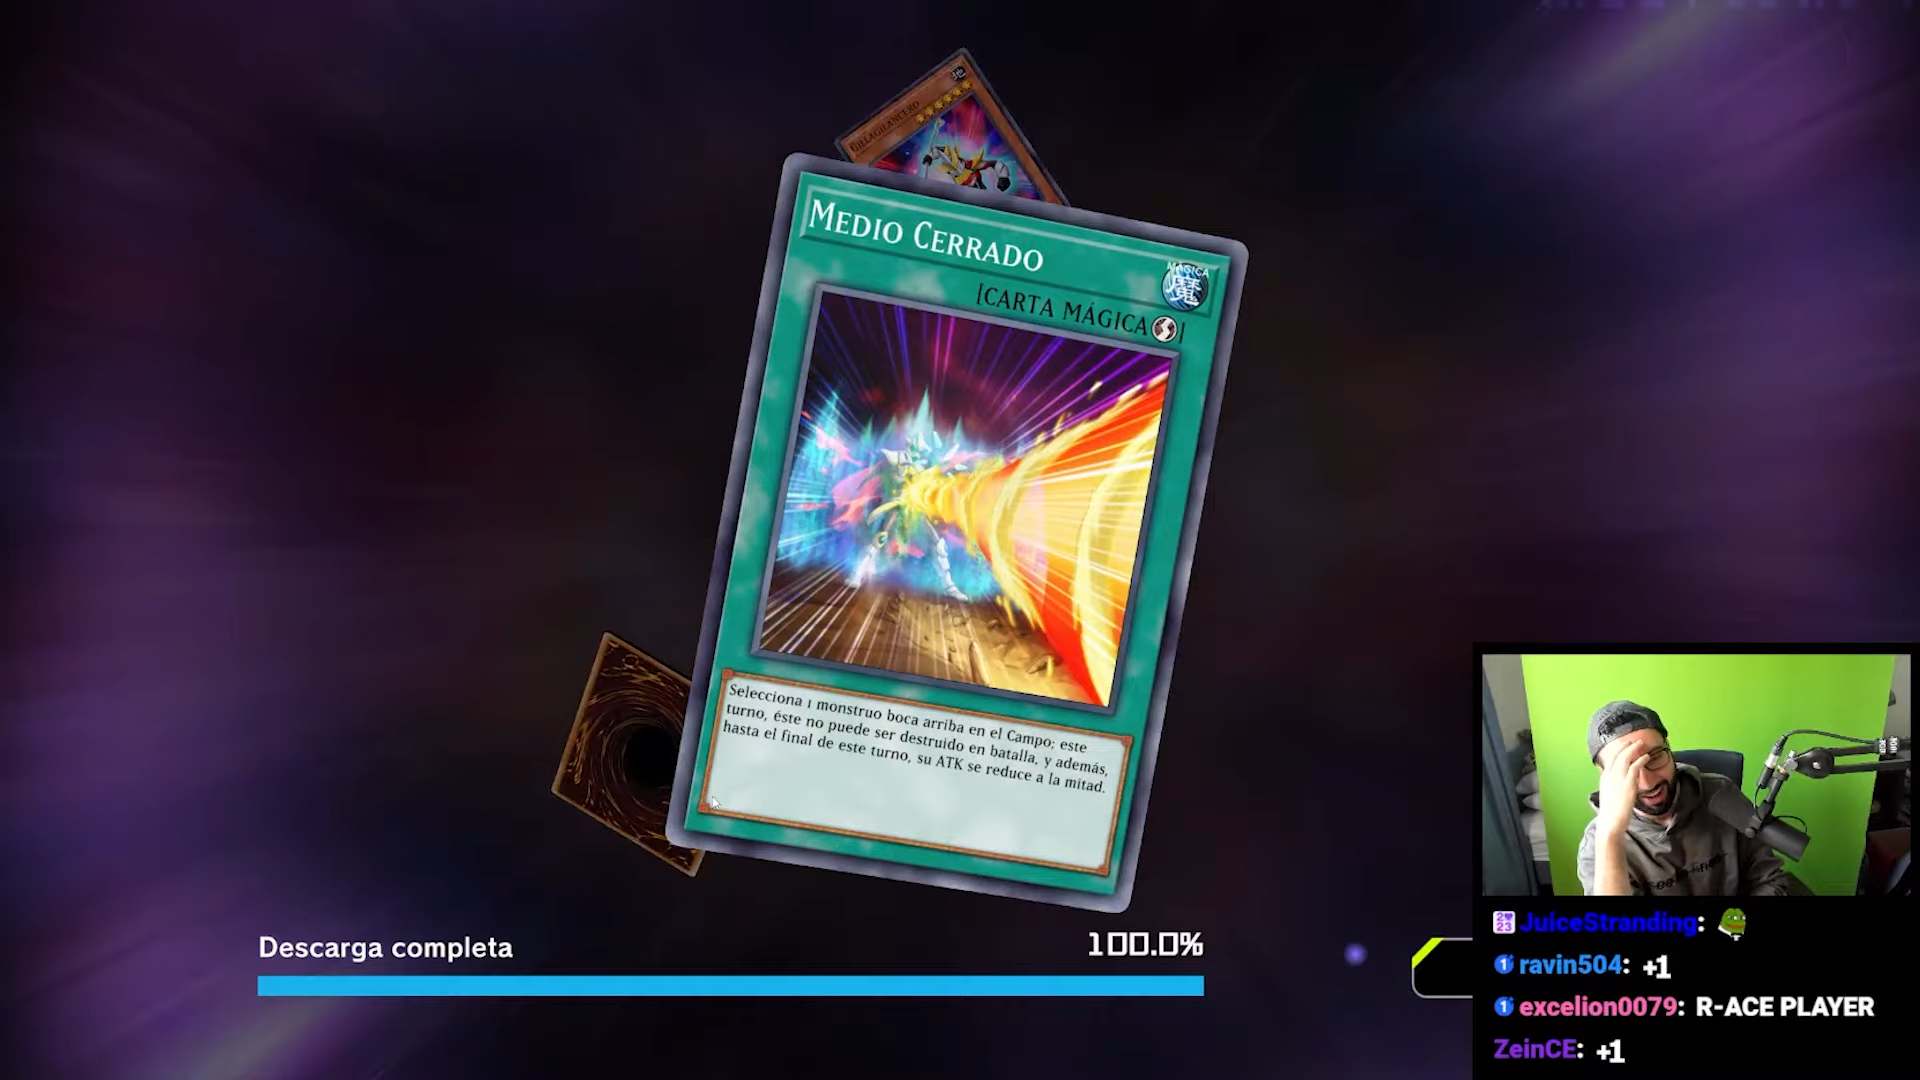 GILLAGILANCERO
MEDIO CERRADO
MÁGICA
魔
[CARTA MÁGICA]
Selecciona 1 monstruo boca arriba en el Campo; este
turno, éste no puede ser destruido en batalla, y además,
hasta el final de este turno, su ATK se reduce a la mitad.
Descarga completa
100.0%
JuiceStranding:
ravin504: +1
excelion0079: R-ACE PLAYER
ZeinCE: +1